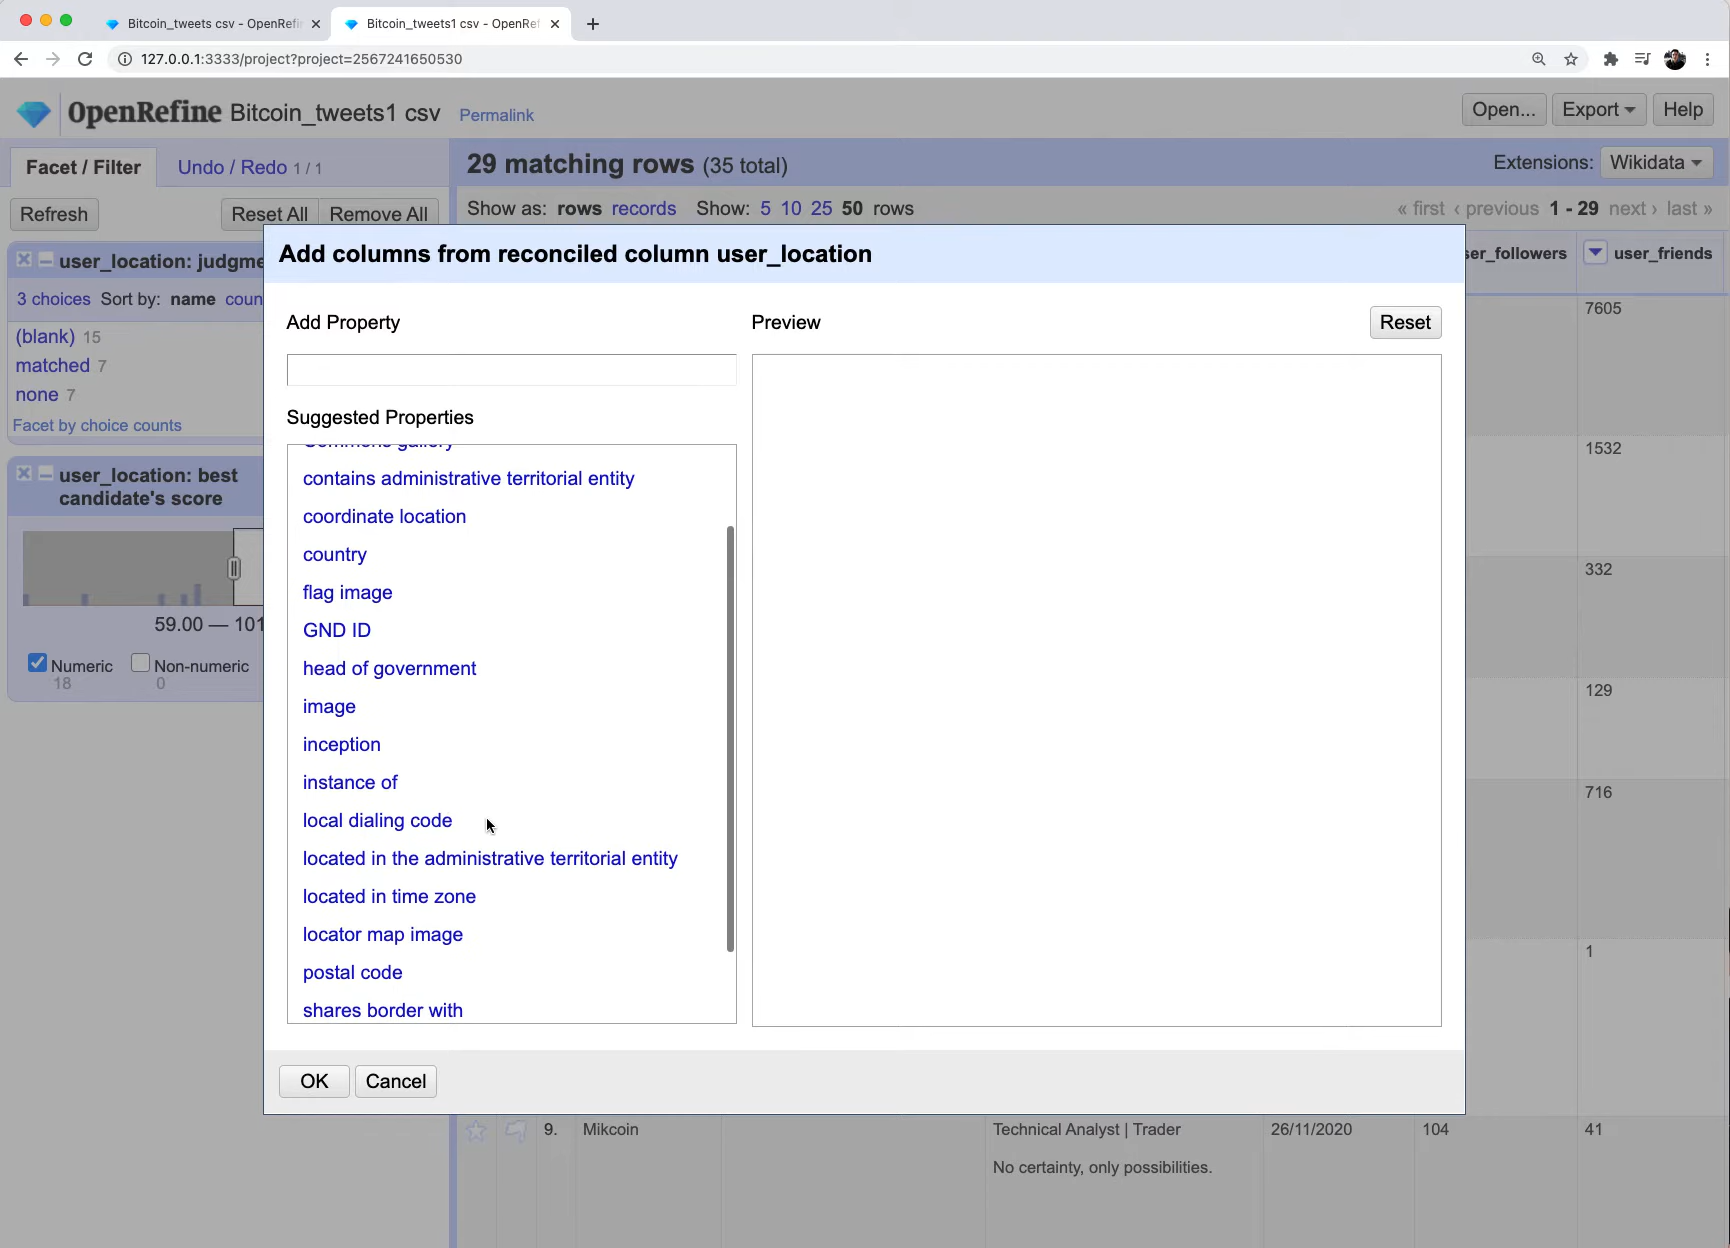 Bitcoin_tweets csv - OpenRefin
Bitcoin_tweets1 csv - OpenRef
127.0.0.1:3333/project?project=2567241650530
OpenRefine Bitcoin_tweets1 csv Permalink
Open... Export Help
Facet / Filter Undo / Redo 1 / 1
29 matching rows (35 total)
Extensions: Wikidata
Refresh Reset All Remove All
Show as: rows records Show: 5 10 25 50 rows
« first ‹ previous 1 - 29 next › last »
user_location: judgme
3 choices Sort by: name coun
(blank) 15
matched 7
none 7
Facet by choice counts
user_location: best
candidate's score
59.00 — 101
Numeric
18
Non-numeric
0
Add columns from reconciled column user_location
Add Property
Preview
Reset
Suggested Properties
Commons gallery
contains administrative territorial entity
coordinate location
country
flag image
GND ID
head of government
image
inception
instance of
local dialing code
located in the administrative territorial entity
located in time zone
locator map image
postal code
shares border with
OK Cancel
ser_followers
user_friends
7605
1532
332
129
716
1
9. Mikcoin
Technical Analyst | Trader
26/11/2020
104
41
No certainty, only possibilities.